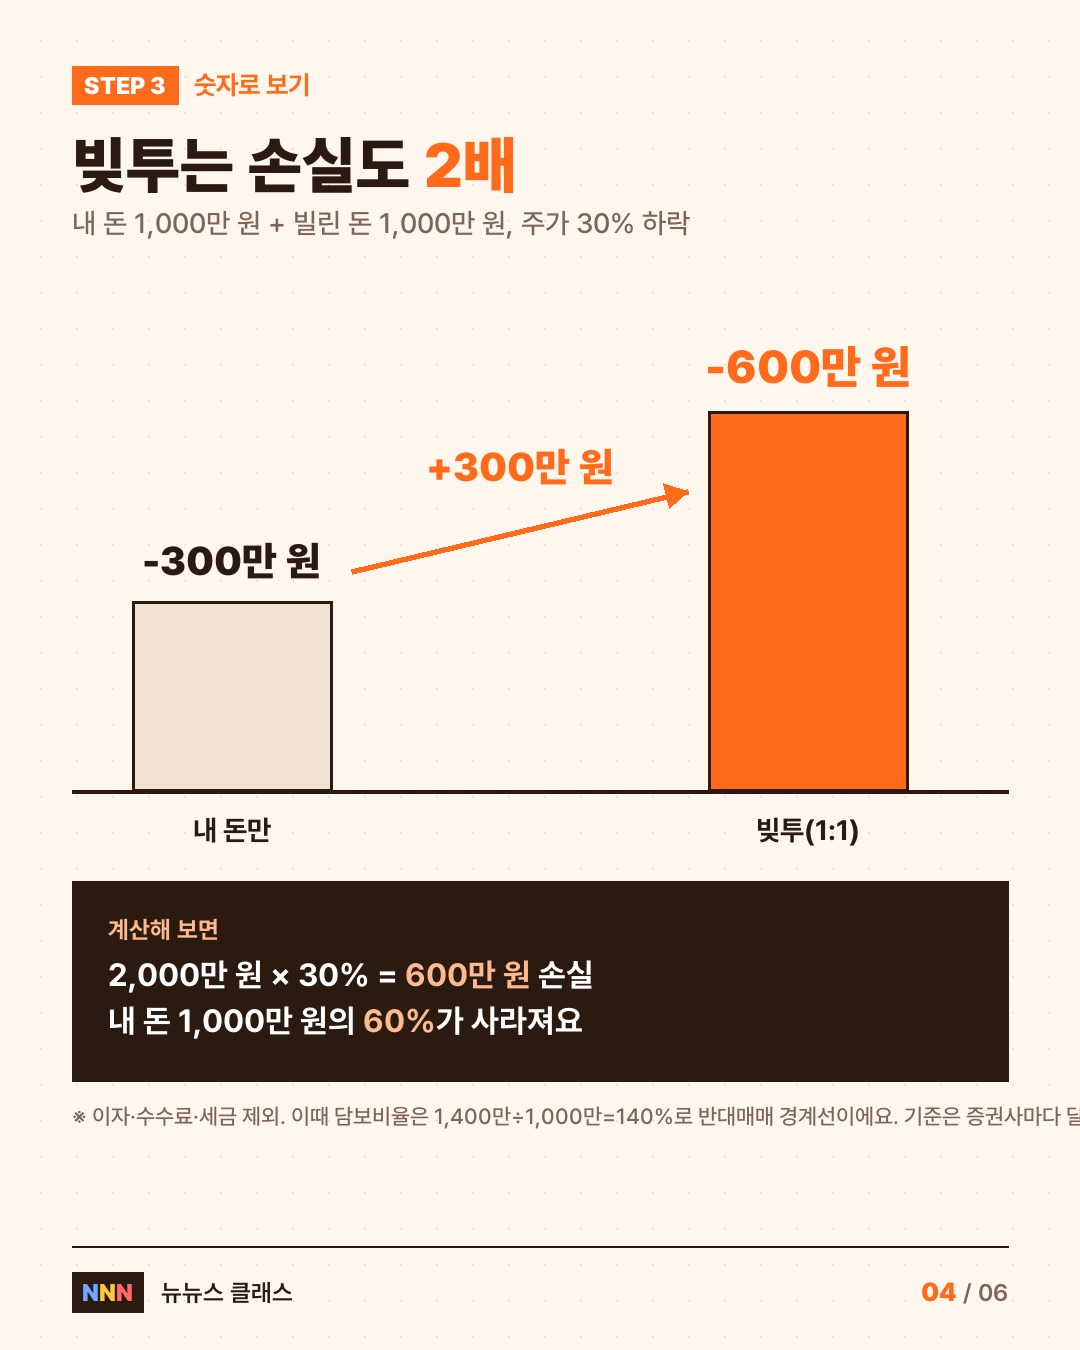 STEP 3 숫자로 보기
빚투는 손실도 2배
내 돈 1,000만 원 + 빌린 돈 1,000만 원, 주가 30% 하락
-600만 원
+300만 원
-300만 원
내 돈만
빚투(1:1)
계산해 보면
2,000만 원 × 30% = 600만 원 손실
내 돈 1,000만 원의 60%가 사라져요
※ 이자·수수료·세금 제외. 이때 담보비율은 1,400만÷1,000만=140%로 반대매매 경계선이에요. 기준은 증권사마다
NNN 뉴뉴스 클래스
04 / 06